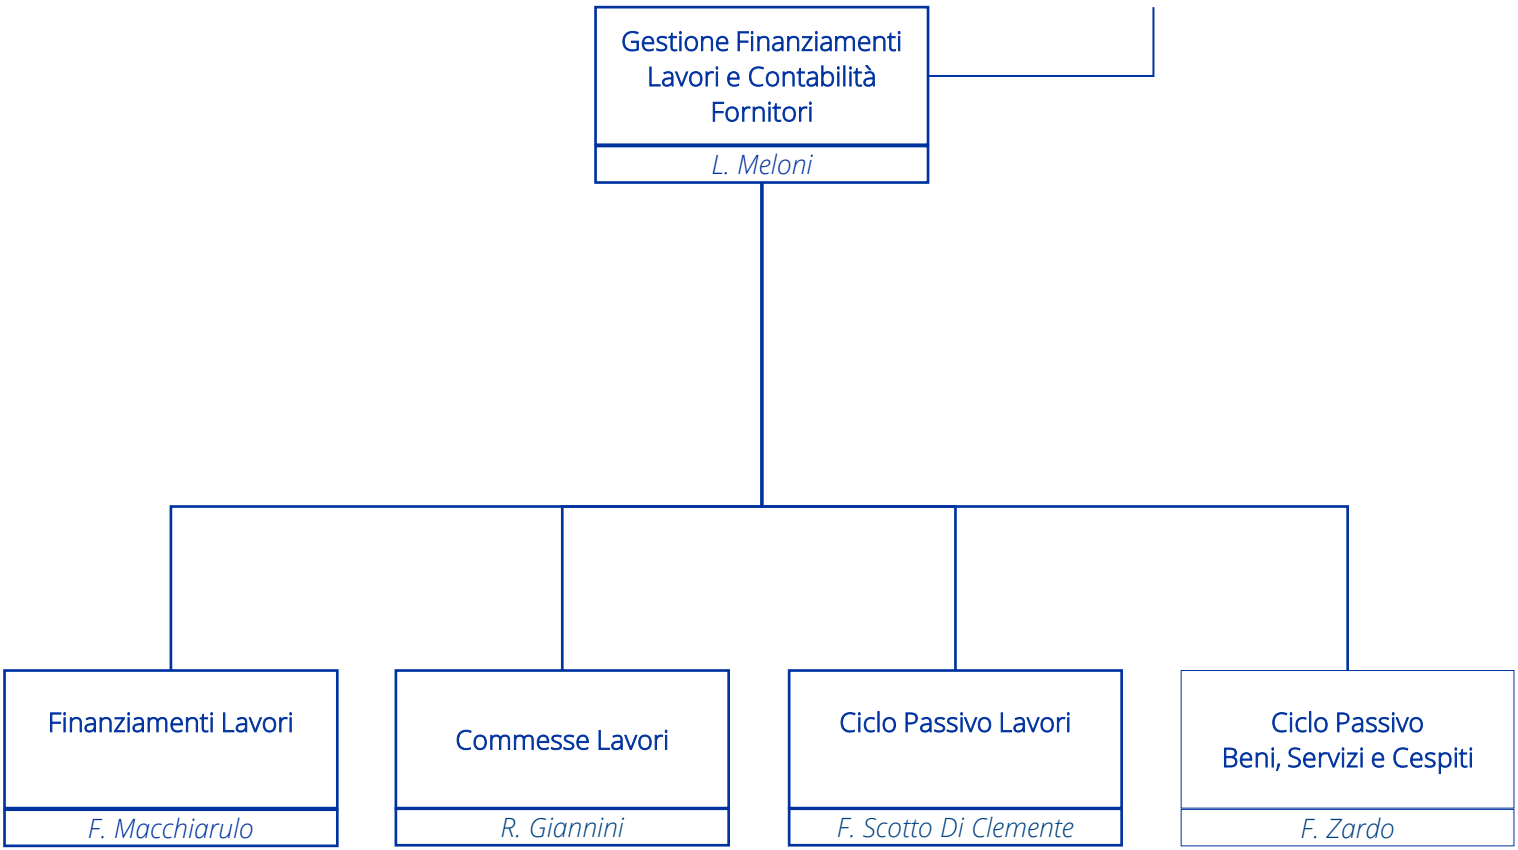 Gestione Finanziamenti
Lavori e Contabilità
Fornitori
L. Meloni
Finanziamenti Lavori
F. Macchiarulo
Commesse Lavori
R. Giannini
Ciclo Passivo Lavori
F. Scotto Di Clemente
Ciclo Passivo
Beni, Servizi e Cespiti
F. Zardo